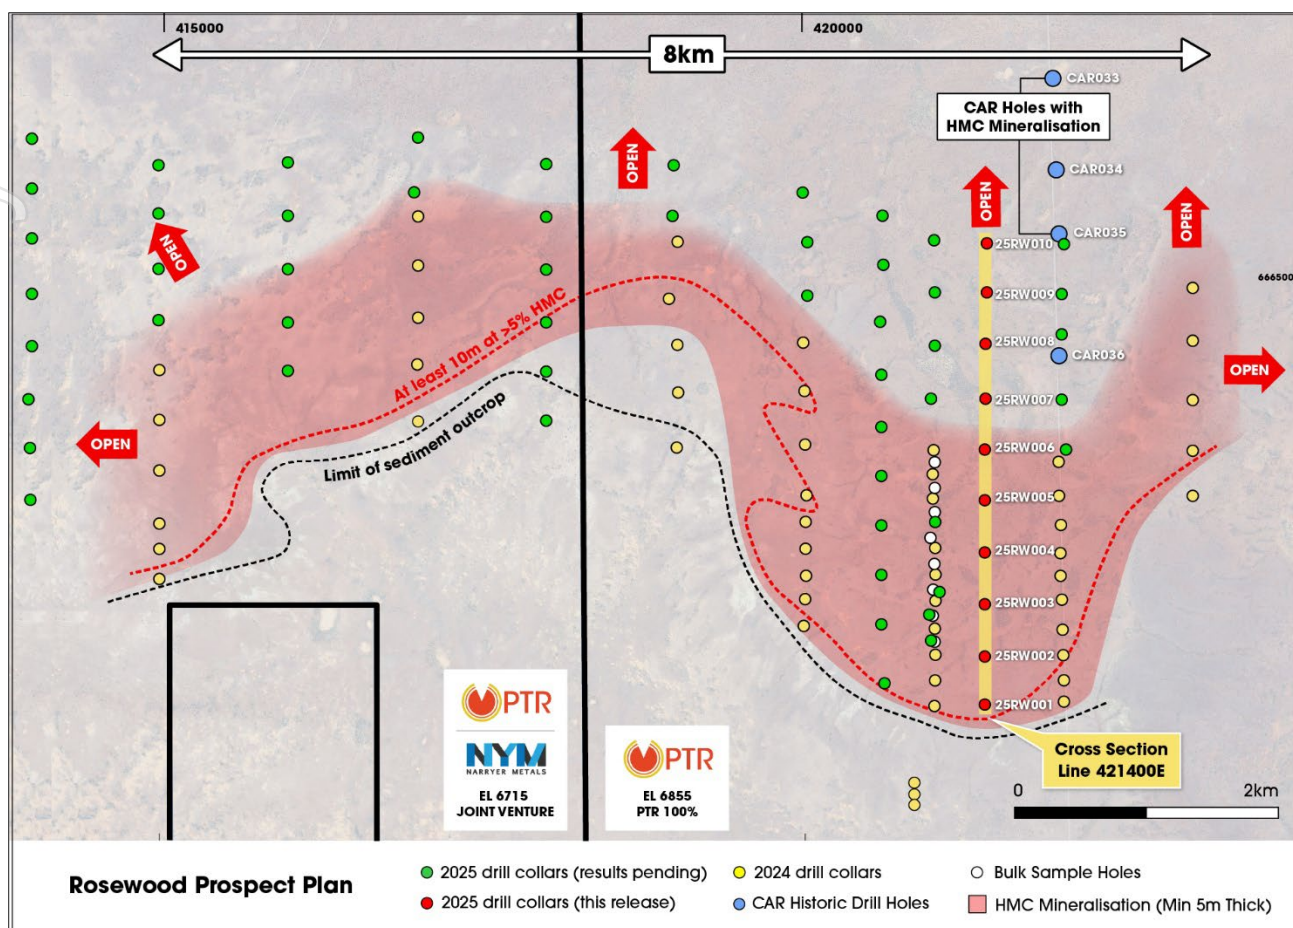 415000
420000
8km
CAR033
CAR Holes with
HMC Mineralisation
OPEN
CAR034
OPEN
OPEN
OPEN
CAR035
25RW010
666500
25RW009
At least 10m at >5% HMC
25RW008
CAR036
OPEN
25RW007
OPEN
Limit of sediment outcrop
25RW006
25RW005
25RW004
25RW003
25RW002
25RW001
PTR
NYM
NARRYER METALS
EL 6715
JOINT VENTURE
PTR
EL 6855
PTR 100%
Cross Section
Line 421400E
0 2km
Rosewood Prospect Plan
2025 drill collars (results pending)
2025 drill collars (this release)
2024 drill collars
CAR Historic Drill Holes
Bulk Sample Holes
HMC Mineralisation (Min 5m Thick)